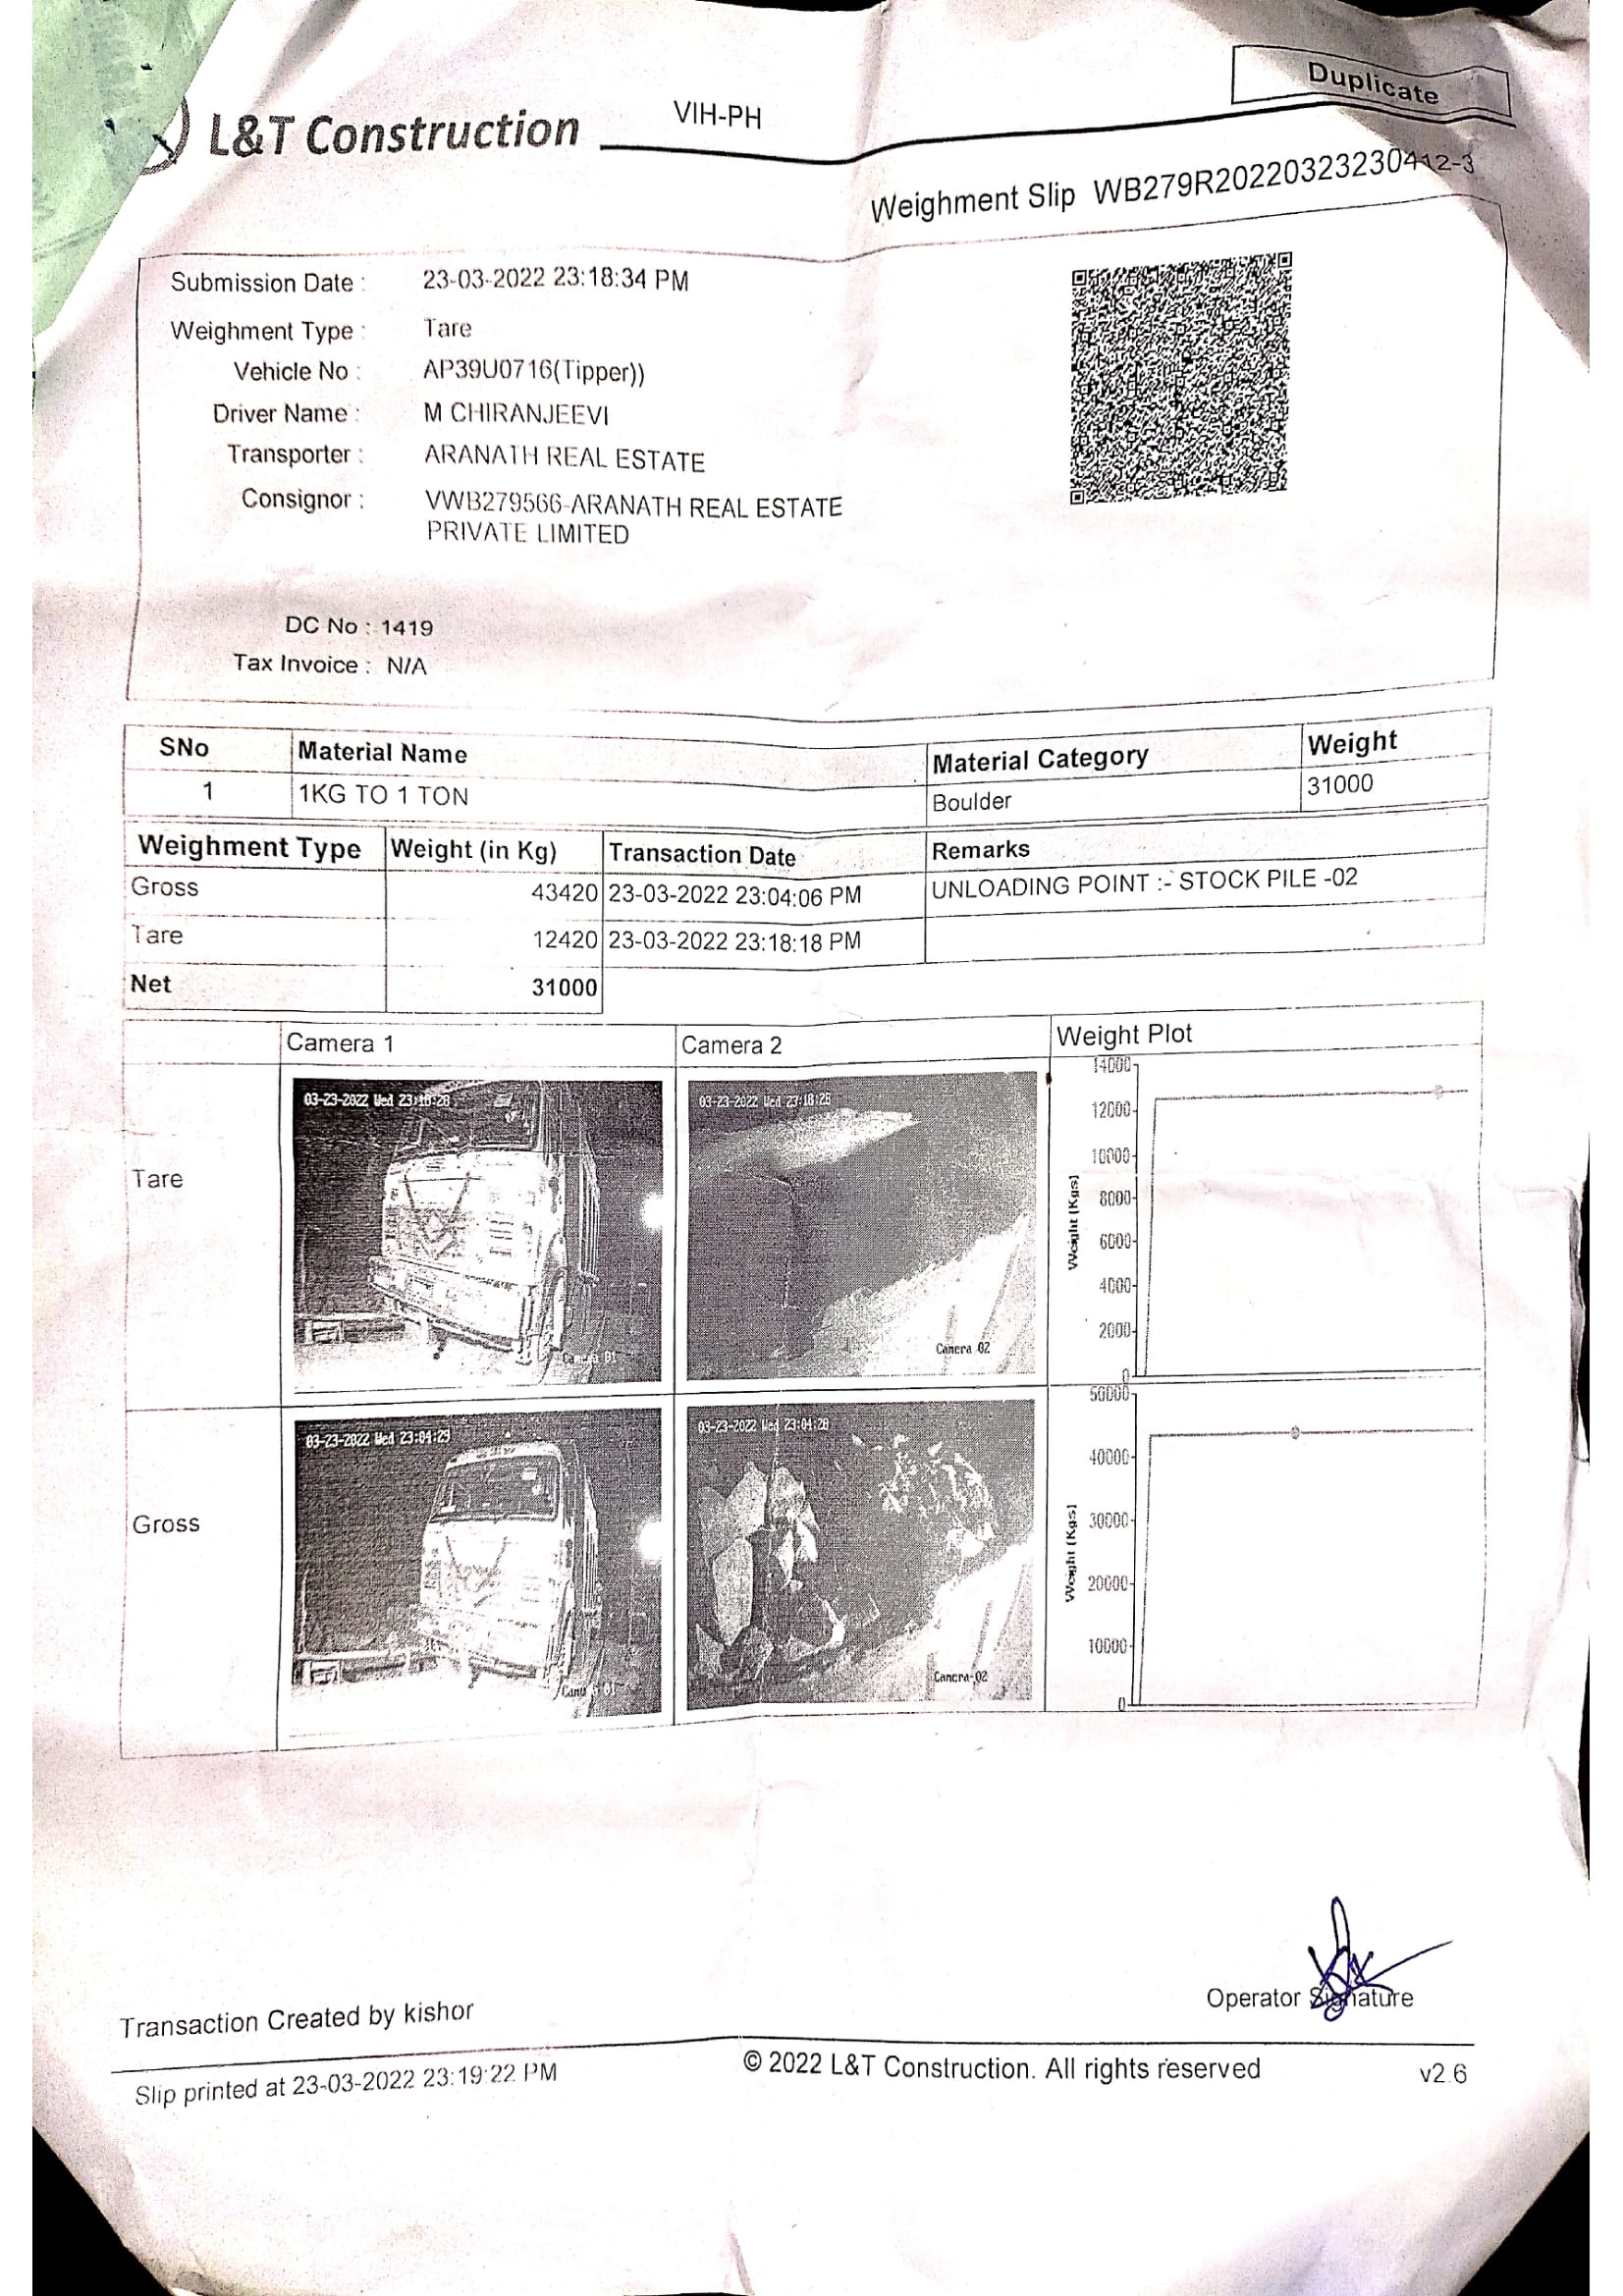 Duplicate
L&T Construction
VIH-PH
Weighment Slip WB279R20220323230412-3
Submission Date : 23-03-2022 23:18:34 PM
Weighment Type : Tare
Vehicle No : AP39U0716(Tipper))
Driver Name : M CHIRANJEEVI
Transporter : ARANATH REAL ESTATE
Consignor : VWB279566-ARANATH REAL ESTATE
PRIVATE LIMITED
DC No : 1419
Tax Invoice : N/A
SNo Material Name Material Category Weight
1 1KG TO 1 TON Boulder 31000
Weighment Type Weight (in Kg) Transaction Date Remarks
Gross 43420 23-03-2022 23:04:06 PM UNLOADING POINT :- STOCK PILE -02
Tare 12420 23-03-2022 23:18:18 PM
Net 31000
Camera 1 Camera 2 Weight Plot
Tare
03-23-2022 Wed 23:18:28
Camera 01
03-23-2022 Wed 23:18:28
Camera 02
14000
12000
10000
8000
6000
4000
2000
0
Weight (Kgs)
Gross
03-23-2022 Wed 23:04:29
Camera 01
03-23-2022 Wed 23:04:28
Camera 02
50000
40000
30000
20000
10000
0
Weight (Kgs)
Operator Signature
Transaction Created by kishor
Slip printed at 23-03-2022 23:19:22 PM
© 2022 L&T Construction. All rights reserved
v2.6